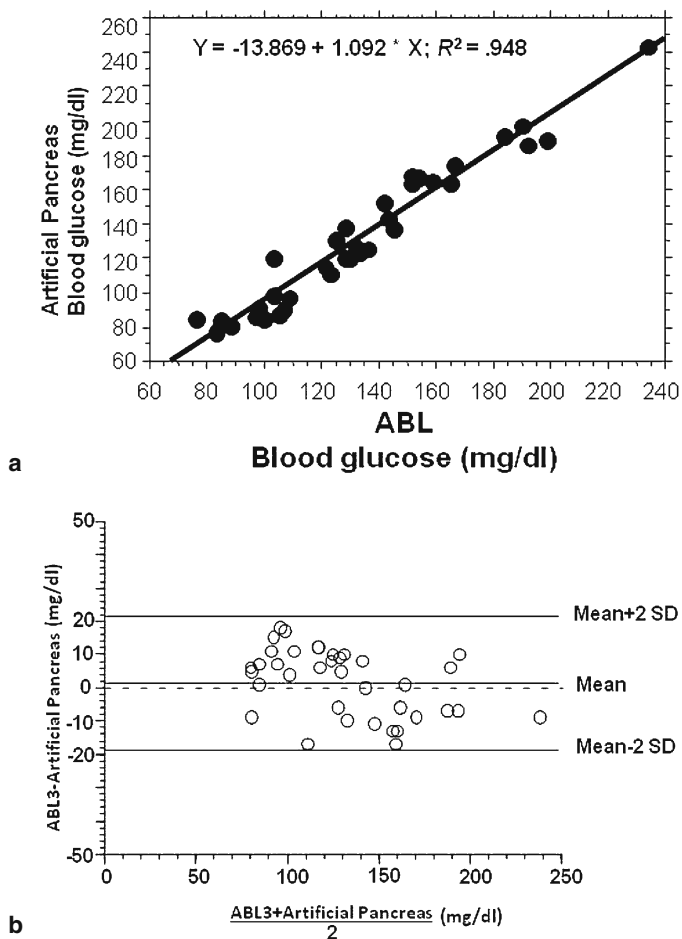 260
240
220
200
180
160
140
120
100
80
60
Artificial Pancreas
Blood glucose (mg/dl)
Y = -13.869 + 1.092 * X; R² = .948
60 80 100 120 140 160 180 200 220 240
ABL
Blood glucose (mg/dl)
a
50
20
10
0
-10
-20
-50
ABL3-Artificial Pancreas (mg/dl)
Mean+2 SD
Mean
Mean-2 SD
0 50 100 150 200 250
ABL3+Artificial Pancreas (mg/dl)
2
b